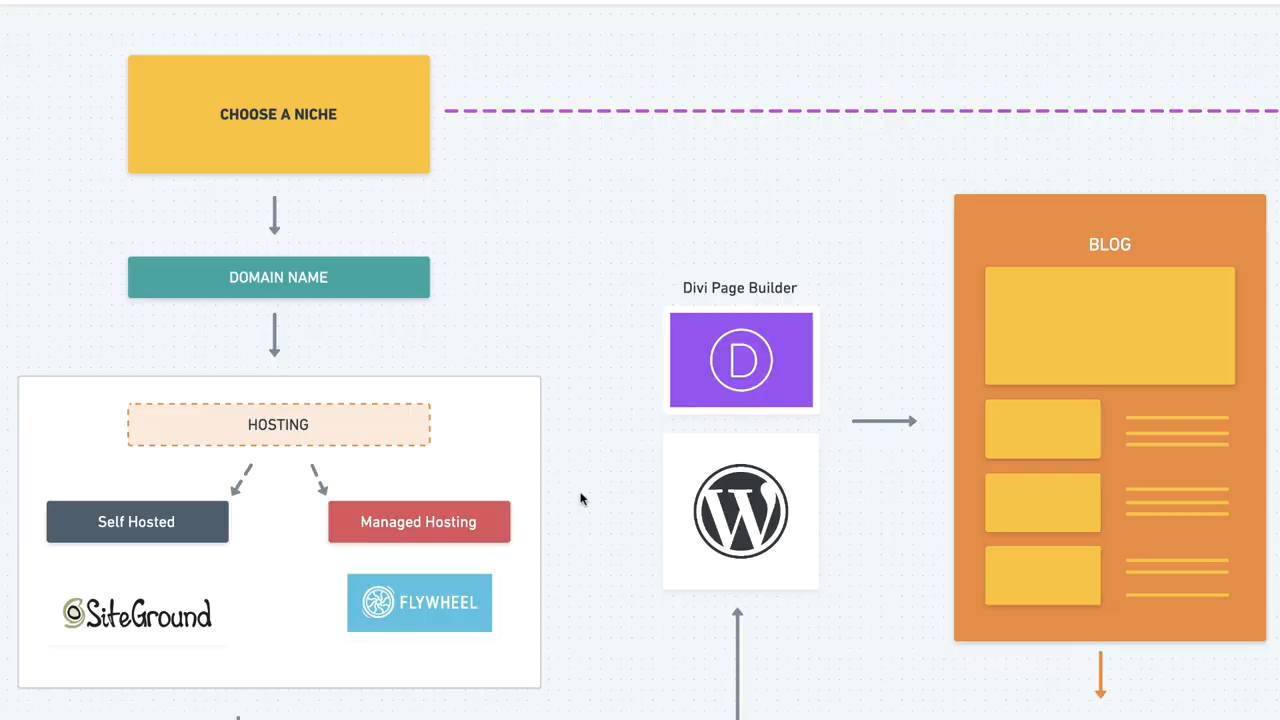 CHOOSE A NICHE
DOMAIN NAME
HOSTING
Self Hosted
Managed Hosting
SiteGround
FLYWHEEL
Divi Page Builder
D
W
BLOG